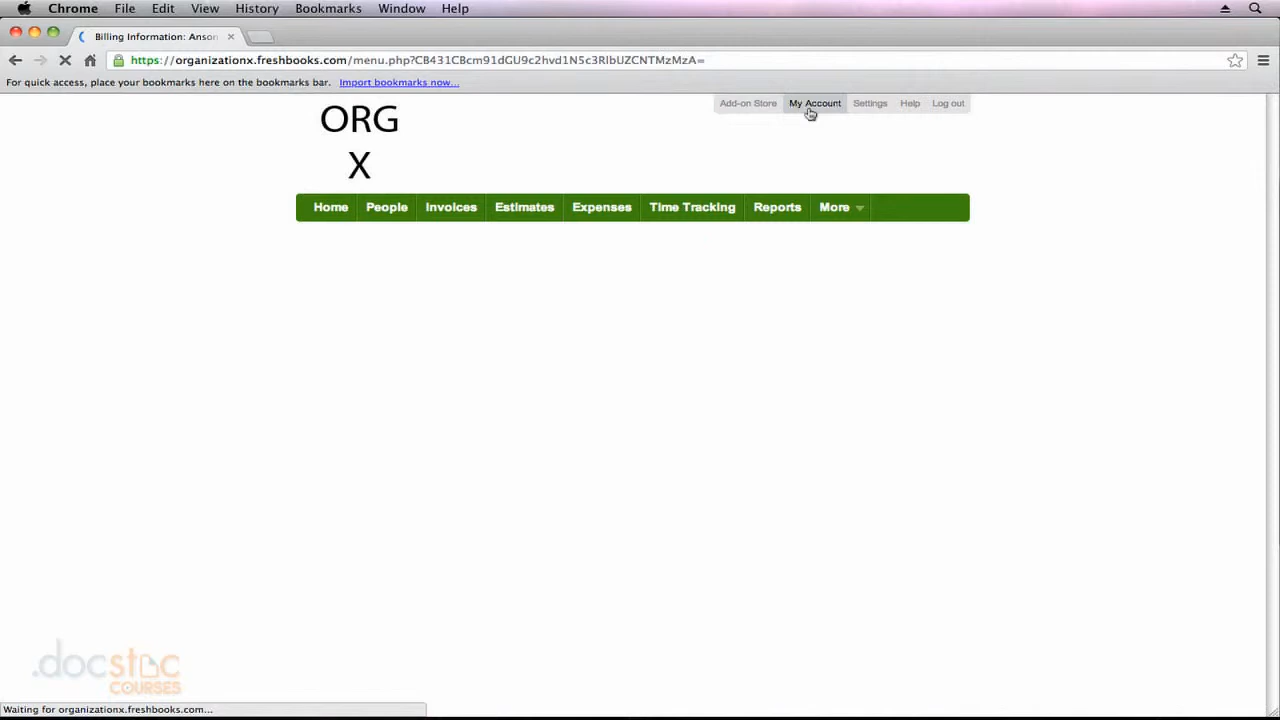 Chrome File Edit View History Bookmarks Window Help
Billing Information: Anson
https://organizationx.freshbooks.com/menu.php?CB431CBcm91dGU9c2hvd1N5c3RlbUZCNTMzMzA=
For quick access, place your bookmarks here on the bookmarks bar. Import bookmarks now...
Add-on Store My Account Settings Help Log out
ORG
X
Home People Invoices Estimates Expenses Time Tracking Reports More
.docstoc
COURSES
Waiting for organizationx.freshbooks.com...